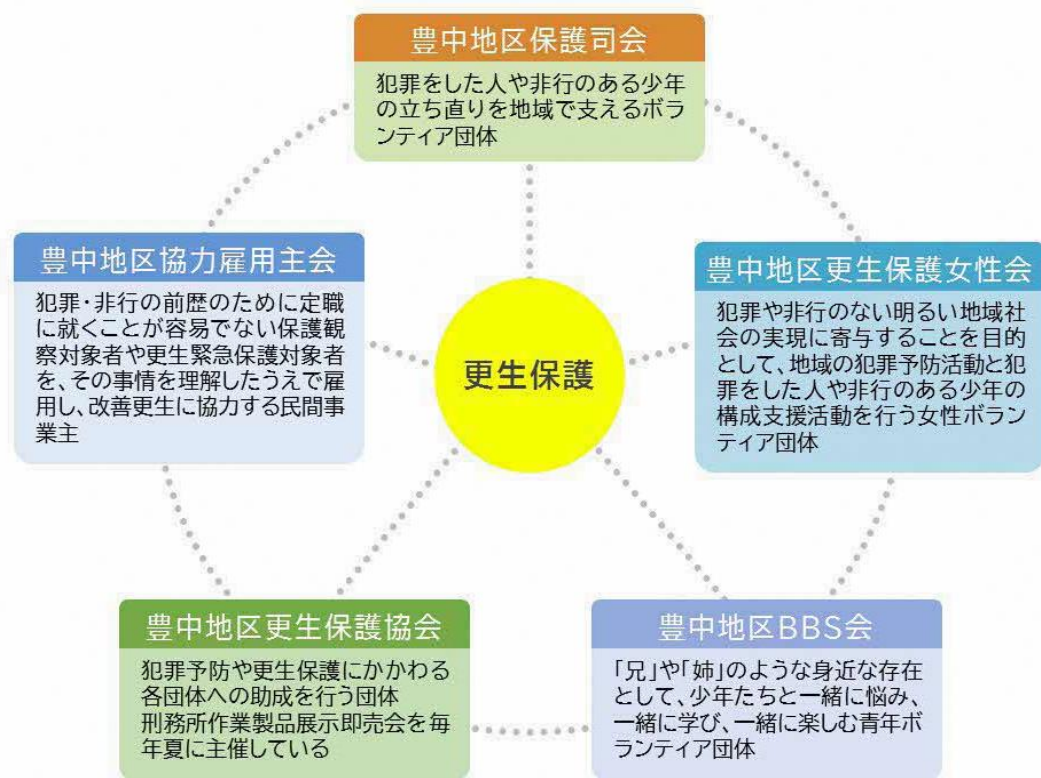 豊中地区保護司会
犯罪をした人や非行のある少年
の立ち直りを地域で支えるボラ
ンティア団体
豊中地区協力雇用主会
犯罪・非行の前歴のために定職
に就くことが容易でない保護観
察対象者や更生緊急保護対象者
を、その事情を理解したうえで雇
用し、改善更生に協力する民間事
業主
豊中地区更生保護女性会
犯罪や非行のない明るい地域社
会の実現に寄与することを目的
として、地域の犯罪予防活動と犯
罪をした人や非行のある少年の
構成支援活動を行う女性ボラン
ティア団体
更生保護
豊中地区更生保護協会
犯罪予防や更生保護にかかわる
各団体への助成を行う団体
刑務所作業製品展示即売会を毎
年夏に主催している
豊中地区BBS会
「兄」や「姉」のような身近な存在
として、少年たちと一緒に悩み、
一緒に学び、一緒に楽しむ青年ボ
ランティア団体